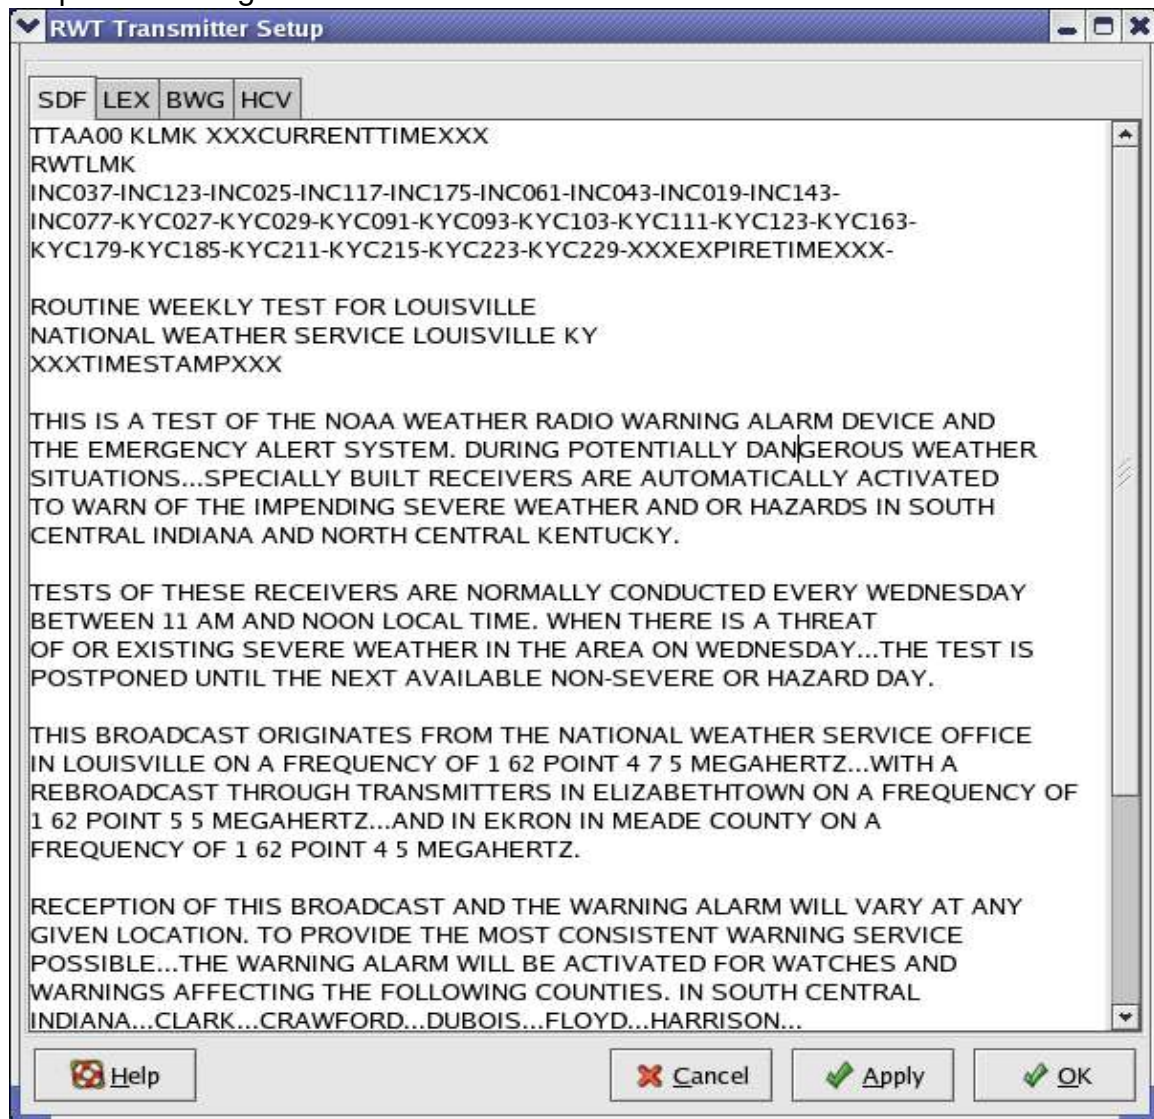 RWT Transmitter Setup
SDF LEX BWG HCV
TTAA00 KLMK XXXCURRENTTIMEXXX
RWTLMK
INC037-INC123-INC025-INC117-INC175-INC061-INC043-INC019-INC143-
INC077-KYC027-KYC029-KYC091-KYC093-KYC103-KYC111-KYC123-KYC163-
KYC179-KYC185-KYC211-KYC215-KYC223-KYC229-XXXEXPIRETIMEXXX-
ROUTINE WEEKLY TEST FOR LOUISVILLE
NATIONAL WEATHER SERVICE LOUISVILLE KY
XXXTIMESTAMPXXX
THIS IS A TEST OF THE NOAA WEATHER RADIO WARNING ALARM DEVICE AND
THE EMERGENCY ALERT SYSTEM. DURING POTENTIALLY DANGEROUS WEATHER
SITUATIONS...SPECIALLY BUILT RECEIVERS ARE AUTOMATICALLY ACTIVATED
TO WARN OF THE IMPENDING SEVERE WEATHER AND OR HAZARDS IN SOUTH
CENTRAL INDIANA AND NORTH CENTRAL KENTUCKY.
TESTS OF THESE RECEIVERS ARE NORMALLY CONDUCTED EVERY WEDNESDAY
BETWEEN 11 AM AND NOON LOCAL TIME. WHEN THERE IS A THREAT
OF OR EXISTING SEVERE WEATHER IN THE AREA ON WEDNESDAY...THE TEST IS
POSTPONED UNTIL THE NEXT AVAILABLE NON-SEVERE OR HAZARD DAY.
THIS BROADCAST ORIGINATES FROM THE NATIONAL WEATHER SERVICE OFFICE
IN LOUISVILLE ON A FREQUENCY OF 1 62 POINT 4 7 5 MEGAHERTZ...WITH A
REBROADCAST THROUGH TRANSMITTERS IN ELIZABETHTOWN ON A FREQUENCY OF
1 62 POINT 5 5 MEGAHERTZ...AND IN EKRON IN MEADE COUNTY ON A
FREQUENCY OF 1 62 POINT 4 5 MEGAHERTZ.
RECEPTION OF THIS BROADCAST AND THE WARNING ALARM WILL VARY AT ANY
GIVEN LOCATION. TO PROVIDE THE MOST CONSISTENT WARNING SERVICE
POSSIBLE...THE WARNING ALARM WILL BE ACTIVATED FOR WATCHES AND
WARNINGS AFFECTING THE FOLLOWING COUNTIES. IN SOUTH CENTRAL
INDIANA...CLARK...CRAWFORD...DUBOIS...FLOYD...HARRISON...
Help Cancel Apply OK